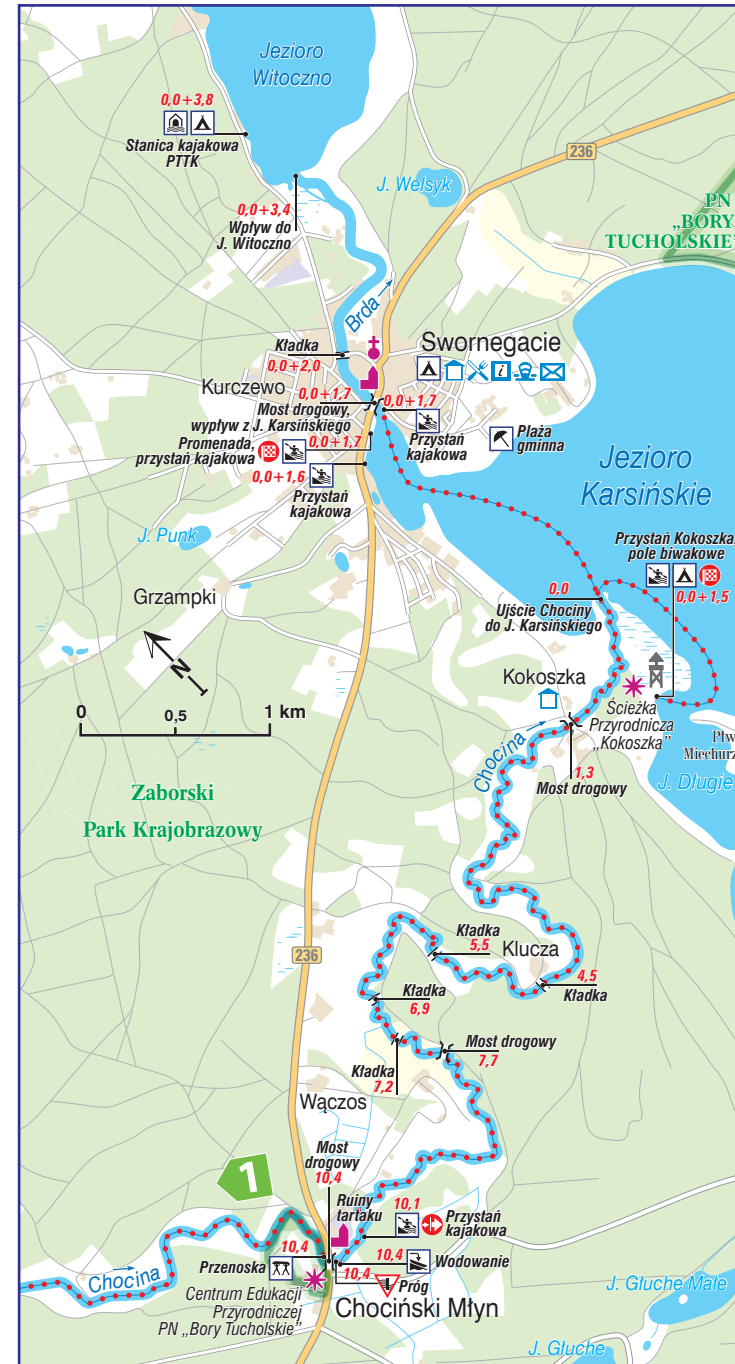 Jezioro
Witoczno
0,0+3,8
Stanica kajakowa
PTTK
236
J. Welsyk
PN
„BORY
TUCHOLSKIE”
0,0+3,4
Wpływ do
J. Witoczno
Brda
Swornegacie
Kładka
0,0+2,0
Kurczewo
0,0+1,7
Most drogowy,
wypływ z J. Karsińskiego
0,0+1,7
Przystań
kajakowa
Plaża
gminna
Promenada,
przystań kajakowa
0,0+1,7
0,0+1,6
Przystań
kajakowa
Jezioro
Karsińskie
J. Punk
Przystań Kokoszka,
pole biwakowe
0,0+1,5
Grzampki
0,0
Ujście Chociny
do J. Karsińskiego
N
Kokoszka
Ścieżka
Przyrodnicza
„Kokoszka”
0
0,5
1 km
Chocina
Pływ
Miechurz
1,3
Most drogowy
J. Długie
Zaborski
Park Krajobrazowy
Kładka
5,5
Klucza
236
4,5
Kładka
Kładka
6,9
Most drogowy
7,7
Kładka
7,2
Wączos
Most
drogowy
10,4
1
Ruiny
tartaku
10,1
Przystań
kajakowa
10,4
Przenoska
10,4
Wodowanie
10,4
Próg
Chocina
Centrum Edukacji
Przyrodniczej
PN „Bory Tucholskie”
Chociński Młyn
J. Głuche Małe
J. Głuche